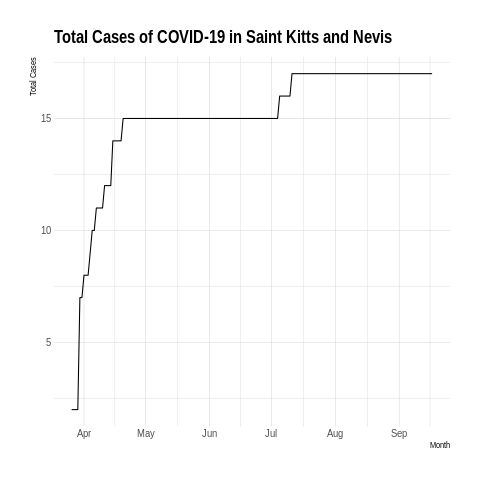 Total Cases of COVID-19 in Saint Kitts and Nevis
Total Cases
15
10
5
Apr May Jun Jul Aug Sep
Month